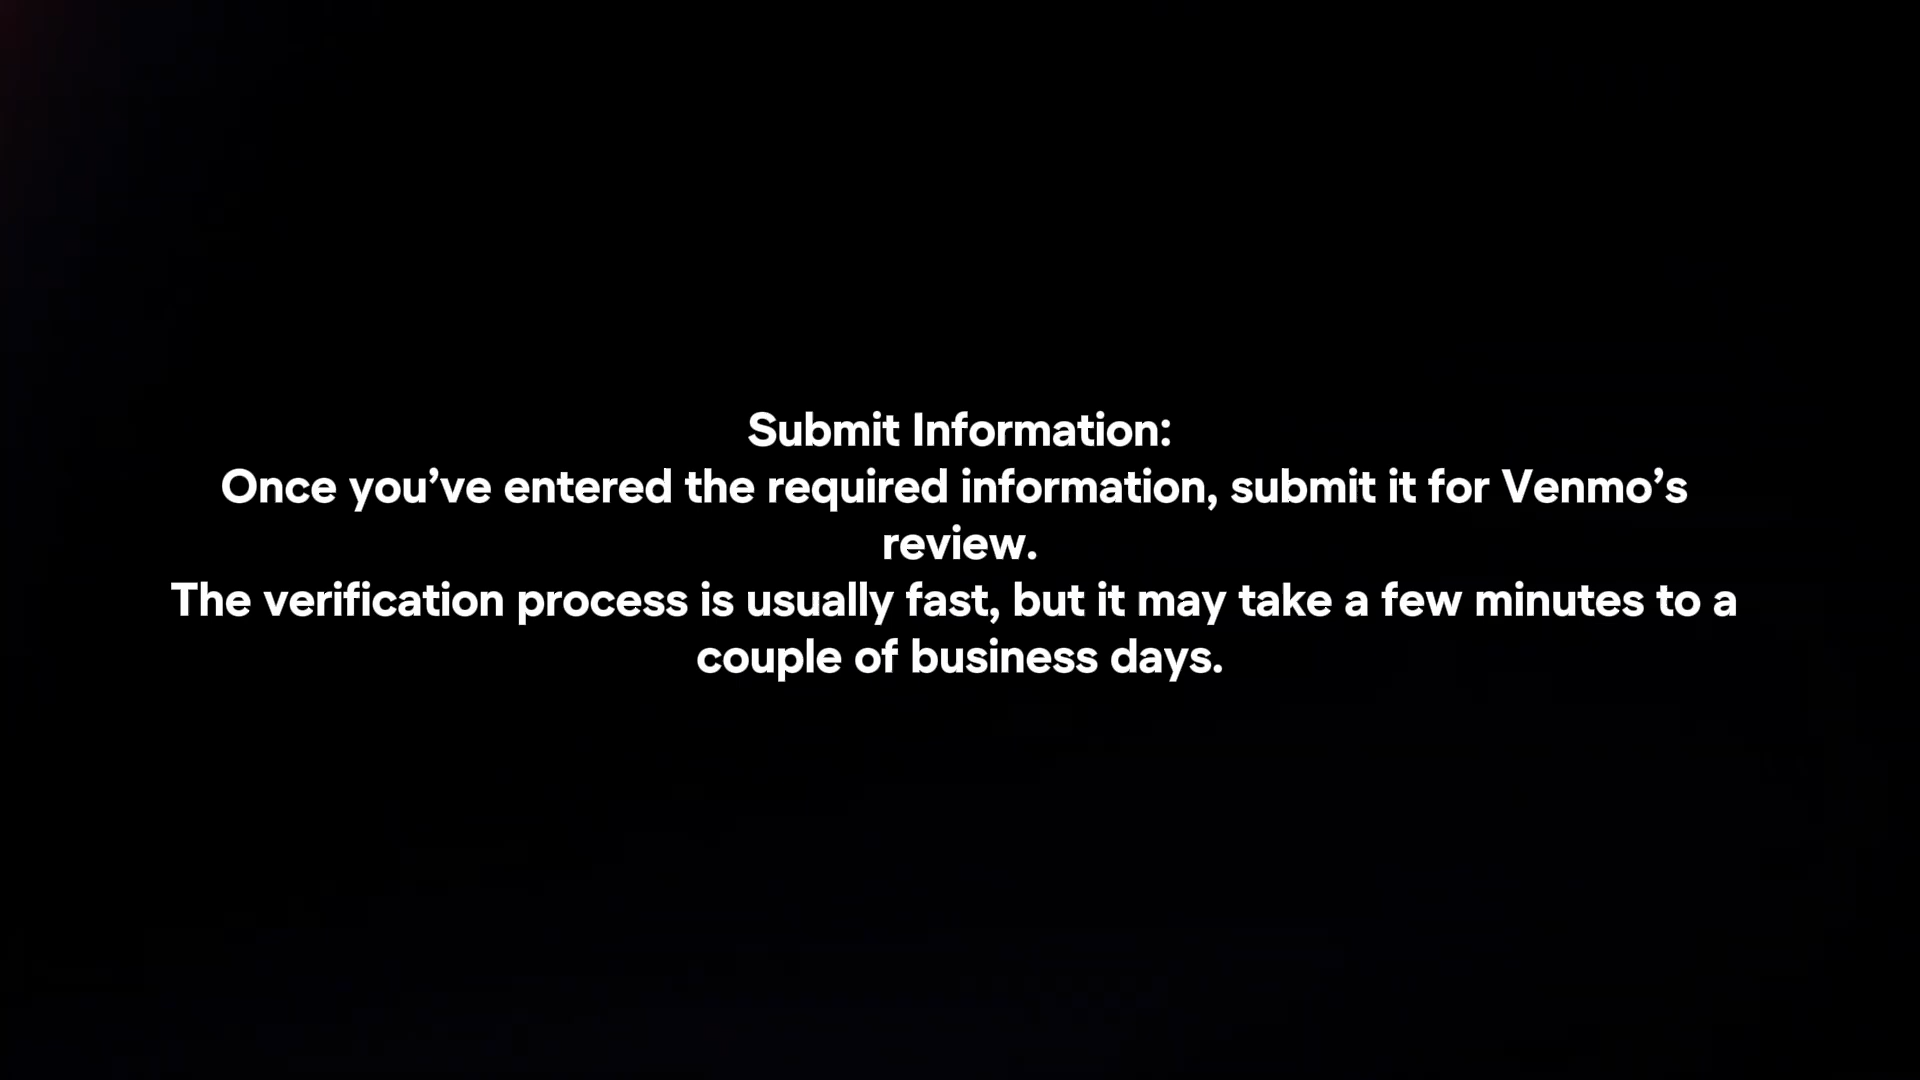 Submit Information:
Once you’ve entered the required information, submit it for Venmo’s
review.
The verification process is usually fast, but it may take a few minutes to a
couple of business days.